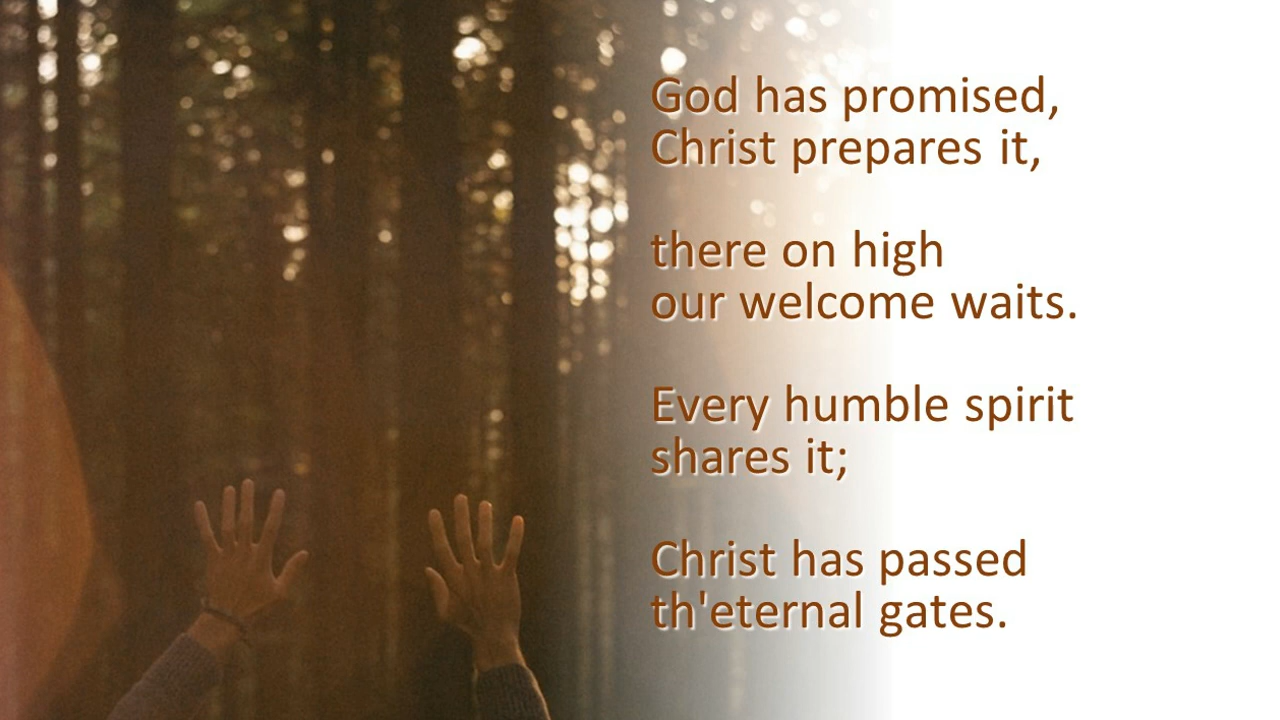 God has promised,
Christ prepares it,
there on high
our welcome waits.
Every humble spirit
shares it;
Christ has passed
th'eternal gates.